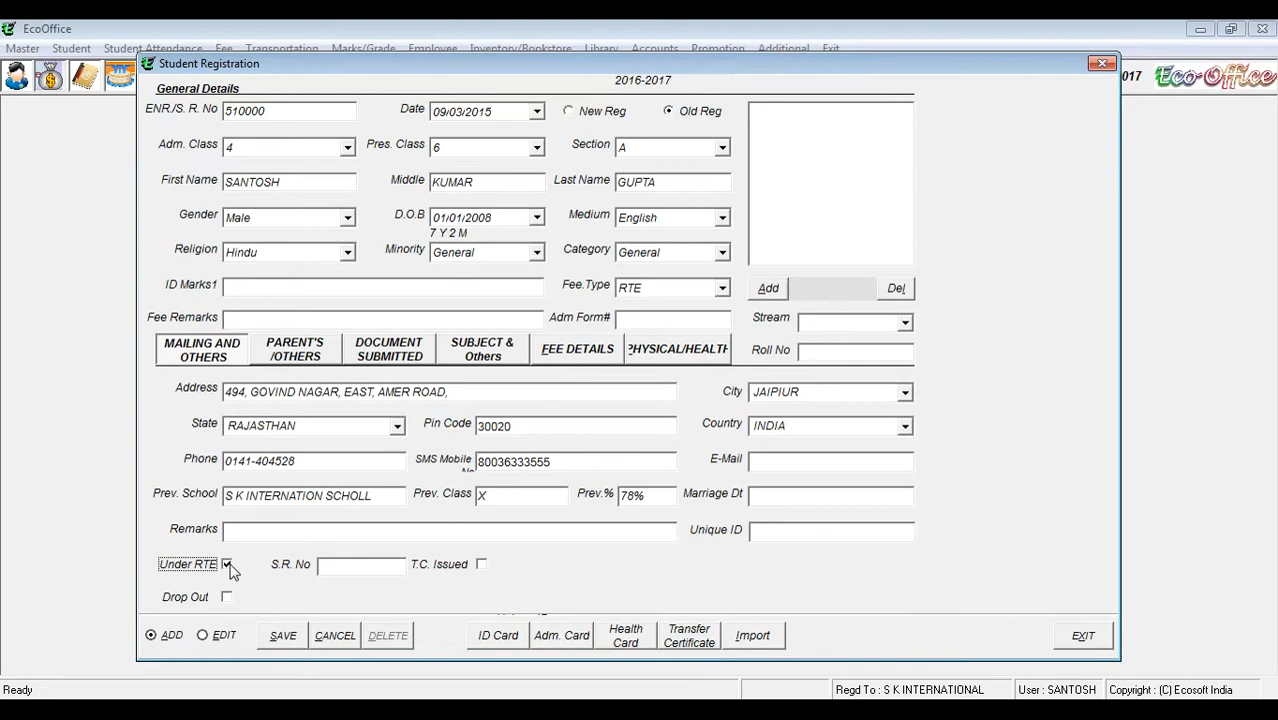 EcoOffice
Master Student Student Attendance Fee Transportation Marks/Grade Employee Inventory/Bookstore Library Accounts Promotion Additional Exit
Student Registration
2016-2017
017 Eco-Office
General Details
ENR./S. R. No 510000 Date 09/03/2015 New Reg Old Reg
Adm. Class 4 Pres. Class 6 Section A
First Name SANTOSH Middle KUMAR Last Name GUPTA
Gender Male D.O.B 01/01/2008 Medium English
7 Y 2 M
Religion Hindu Minority General Category General
ID Marks1 Fee.Type RTE Add Del
Fee Remarks Adm Form# Stream
MAILING AND OTHERS PARENT'S /OTHERS DOCUMENT SUBMITTED SUBJECT & Others FEE DETAILS PHYSICAL/HEALTH Roll No
Address 494, GOVIND NAGAR, EAST, AMER ROAD, City JAIPIUR
State RAJASTHAN Pin Code 30020 Country INDIA
Phone 0141-404528 SMS Mobile No 80036333555 E-Mail
Prev. School S K INTERNATION SCHOLL Prev. Class X Prev.% 78% Marriage Dt
Remarks Unique ID
Under RTE S.R. No T.C. Issued
Drop Out
ADD EDIT SAVE CANCEL DELETE ID Card Adm. Card Health Card Transfer Certificate Import EXIT
Ready Regd To : S K INTERNATIONAL User : SANTOSH Copyright : (C) Ecosoft India